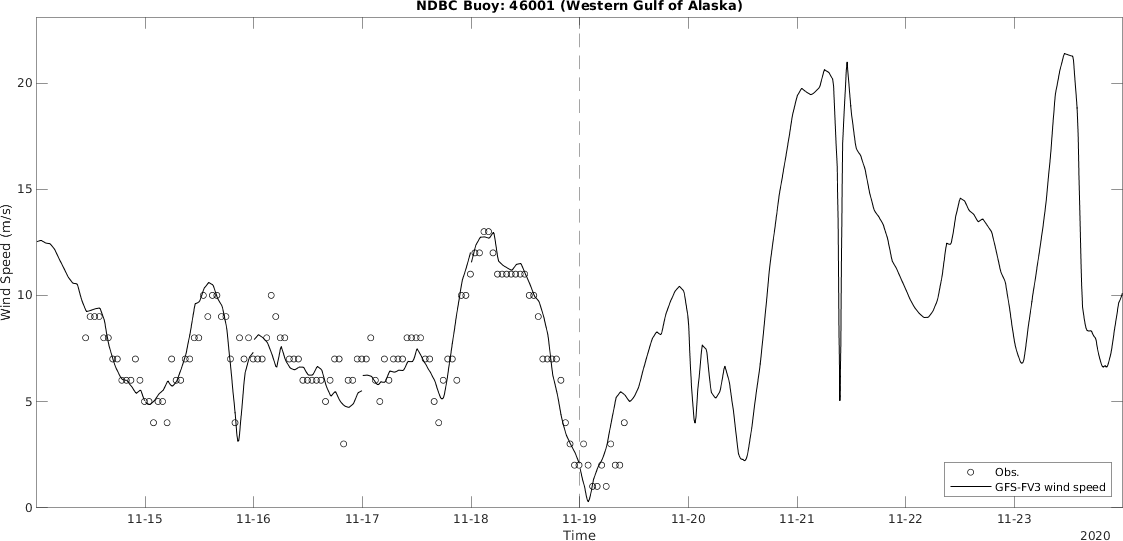 NDBC Buoy: 46001 (Western Gulf of Alaska)
20
15
10
5
0
Wind Speed (m/s)
11-15 11-16 11-17 11-18 11-19 11-20 11-21 11-22 11-23
Time
2020
Obs.
GFS-FV3 wind speed